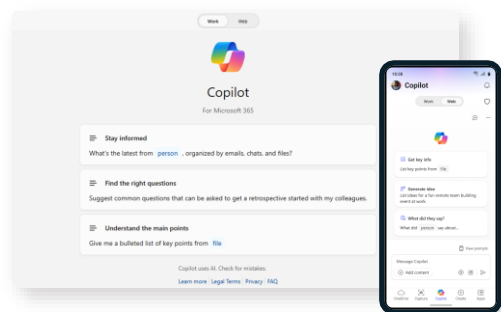 Work Web
Copilot
For Microsoft 365
Stay informed
What's the latest from person , organized by emails, chats, and files?
Find the right questions
Suggest common questions that can be asked to get a retrospective started with my colleagues.
Understand the main points
Give me a bulleted list of key points from file
Copilot uses AI. Check for mistakes.
Learn more Legal Terms Privacy FAQ
Copilot
Work Web
Get key info
List key points from file
Generate idea
List ideas for a fun remote team building
event at work
What did they say?
What did person say about...
View prompts
Message Copilot
Add content
OneDrive Capture Copilot Create Apps